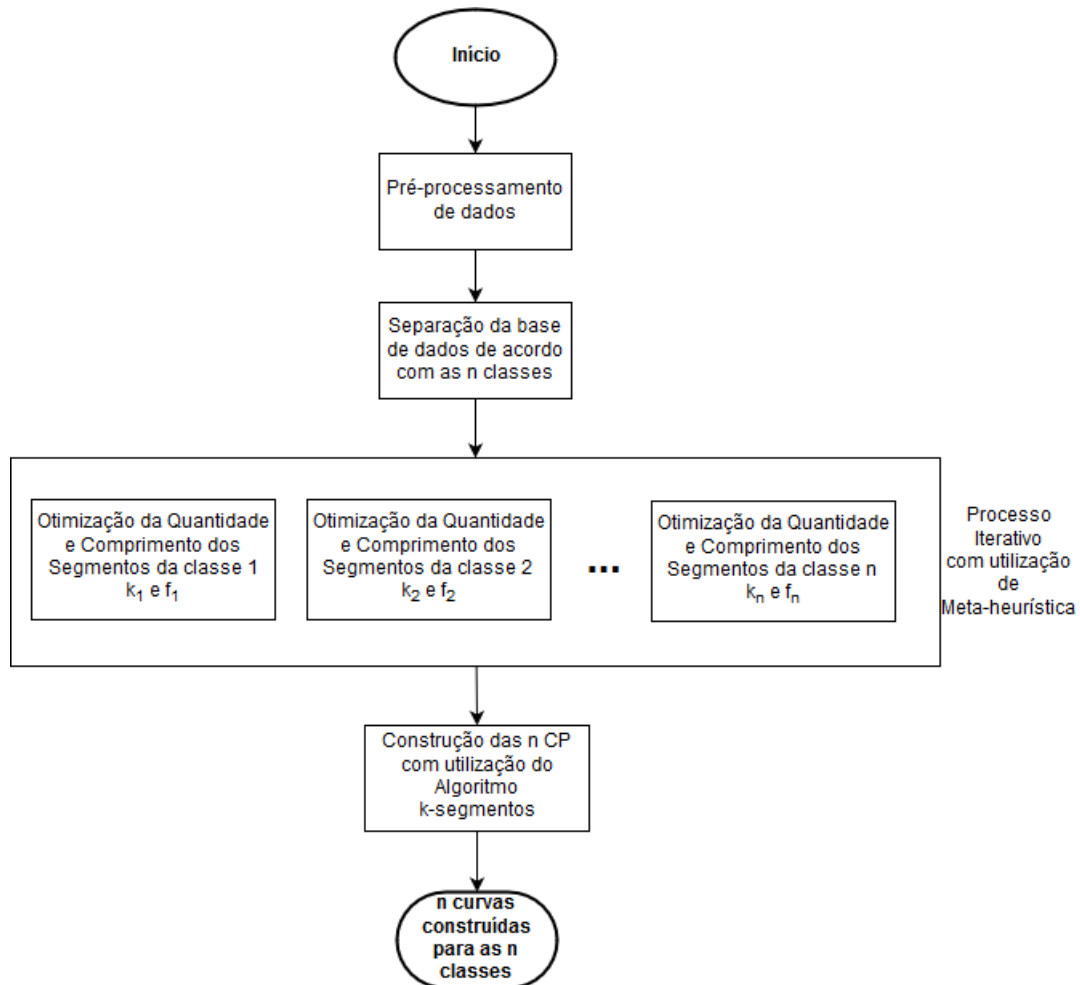 Início
Pré-processamento
de dados
Separação da base
de dados de acordo
com as n classes
Otimização da Quantidade
e Comprimento dos
Segmentos da classe 1
k₁ e f₁
Otimização da Quantidade
e Comprimento dos
Segmentos da classe 2
k₂ e f₂
...
Otimização da Quantidade
e Comprimento dos
Segmentos da classe n
kₙ e fₙ
Processo
Iterativo
com utilização
de
Meta-heurística
Construção das n CP
com utilização do
Algoritmo
k-segmentos
n curvas
construídas
para as n
classes